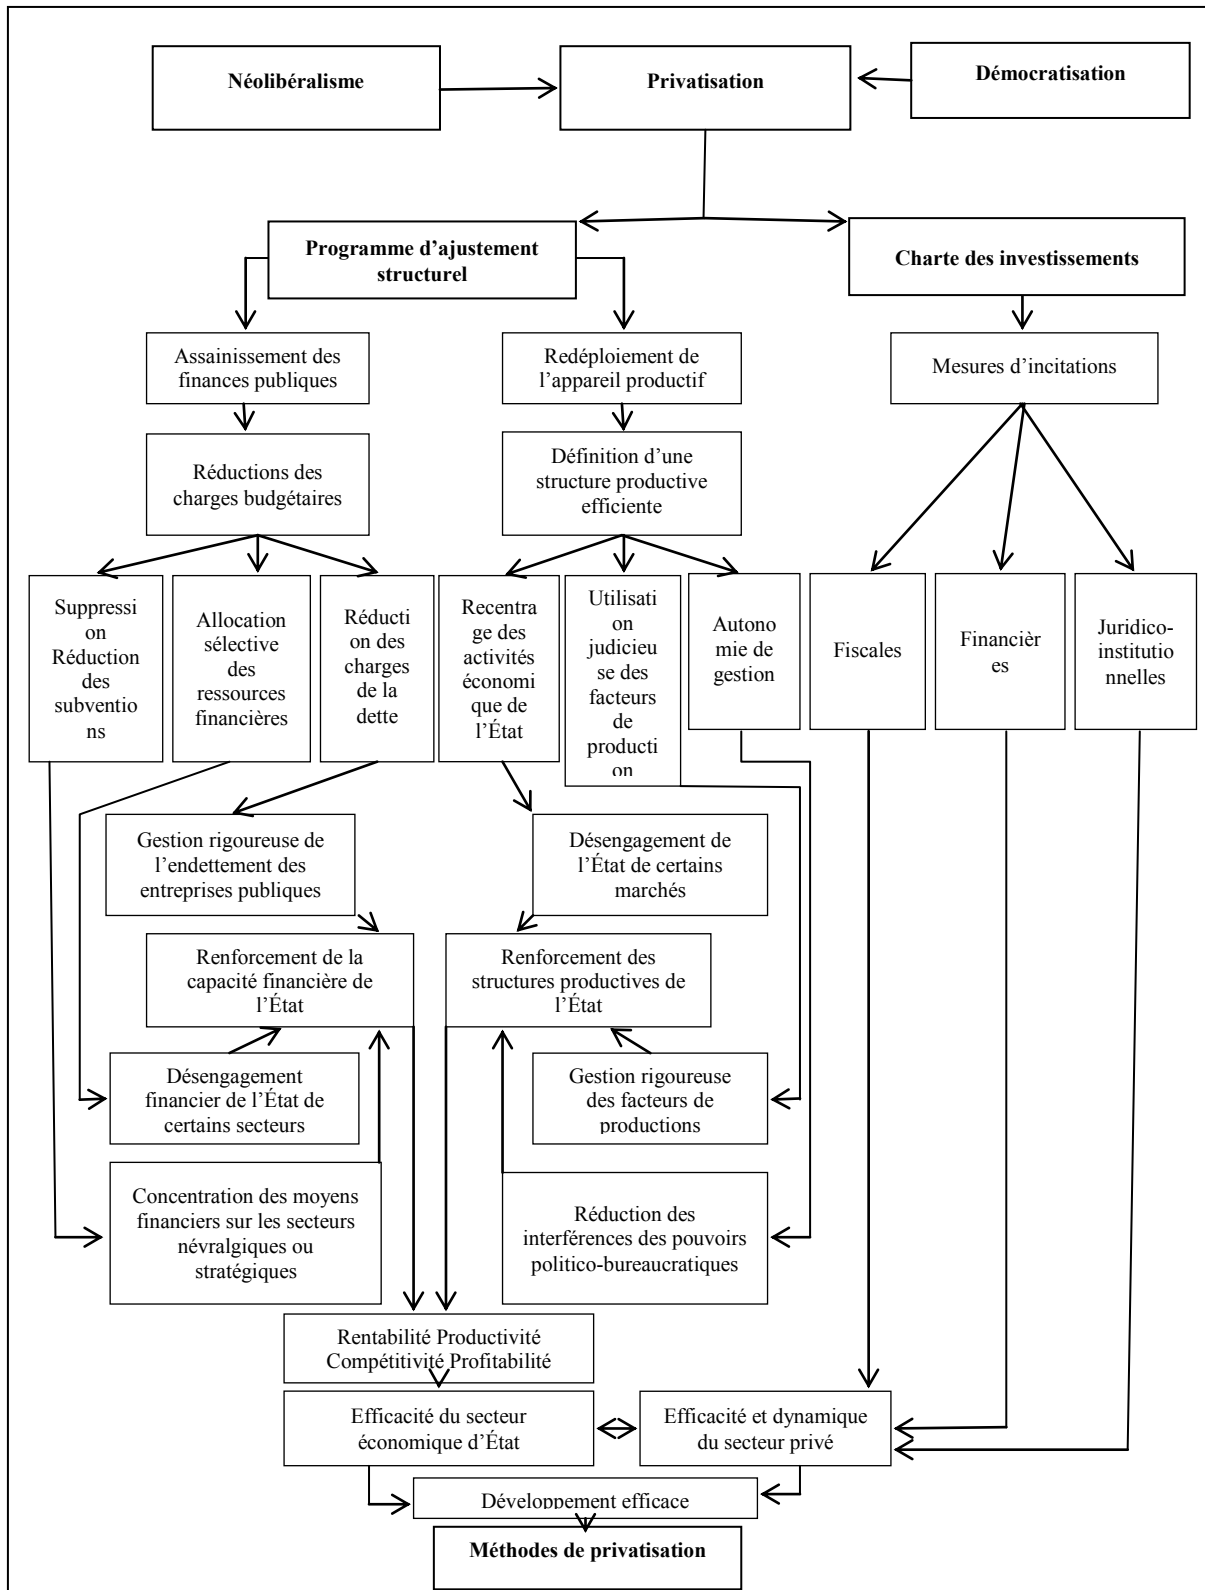 Néolibéralisme
Privatisation
Démocratisation
Programme d’ajustement
structurel
Charte des investissements
Assainissement des
finances publiques
Redéploiement de
l’appareil productif
Mesures d’incitations
Réductions des
charges budgétaires
Définition d’une
structure productive
efficiente
Suppressi
on
Réduction
des
subventio
ns
Allocation
sélective
des
ressources
financières
Réducti
on des
charges
de la
dette
Recentra
ge des
activités
économi
que de
l’État
Utilisati
on
judicieu
se des
facteurs
de
producti
on
Autono
mie de
gestion
Fiscales
Financièr
es
Juridico-
institutio
nnelles
Gestion rigoureuse de
l’endettement des
entreprises publiques
Désengagement de
l’État de certains
marchés
Renforcement de la
capacité financière de
l’État
Renforcement des
structures productives de
l’État
Désengagement
financier de l’État de
certains secteurs
Gestion rigoureuse
des facteurs de
productions
Concentration des moyens
financiers sur les secteurs
névralgiques ou
stratégiques
Réduction des
interférences des pouvoirs
politico-bureaucratiques
Rentabilité Productivité
Compétitivité Profitabilité
Efficacité du secteur
économique d’État
Efficacité et dynamique
du secteur privé
Développement efficace
Méthodes de privatisation